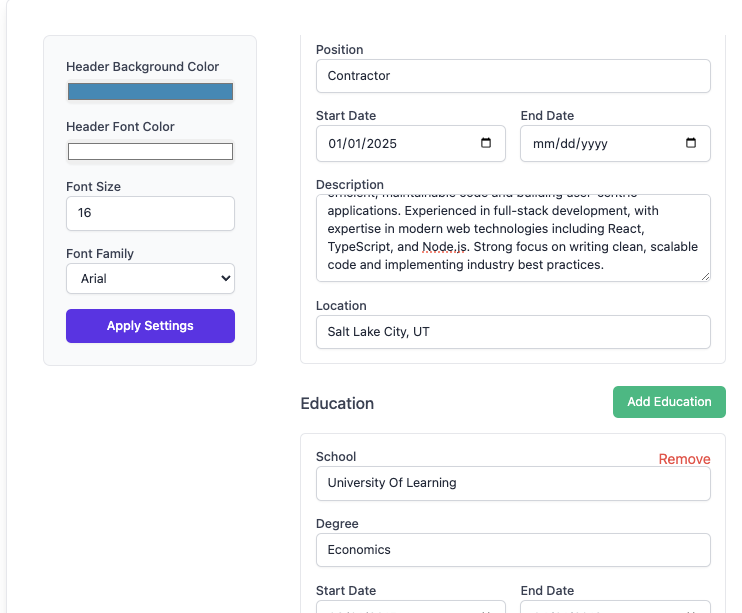 Header Background Color
Header Font Color
Font Size
16
Font Family
Arial
Apply Settings
Position
Contractor
Start Date
End Date
01/01/2025
mm/dd/yyyy
Description
applications. Experienced in full-stack development, with
expertise in modern web technologies including React,
TypeScript, and Node.js. Strong focus on writing clean, scalable
code and implementing industry best practices.
Location
Salt Lake City, UT
Education
Add Education
School
Remove
University Of Learning
Degree
Economics
Start Date
End Date